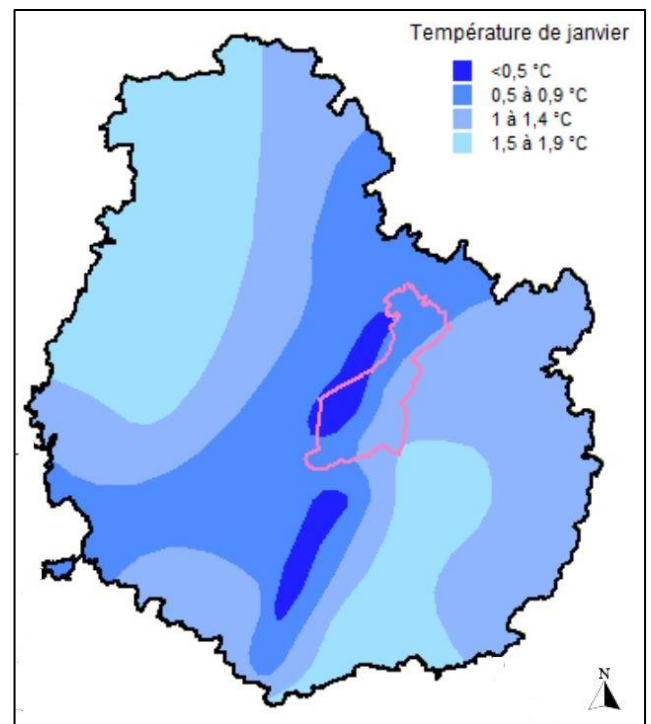 Température de janvier
<0,5 °C
0,5 à 0,9 °C
1 à 1,4 °C
1,5 à 1,9 °C
N